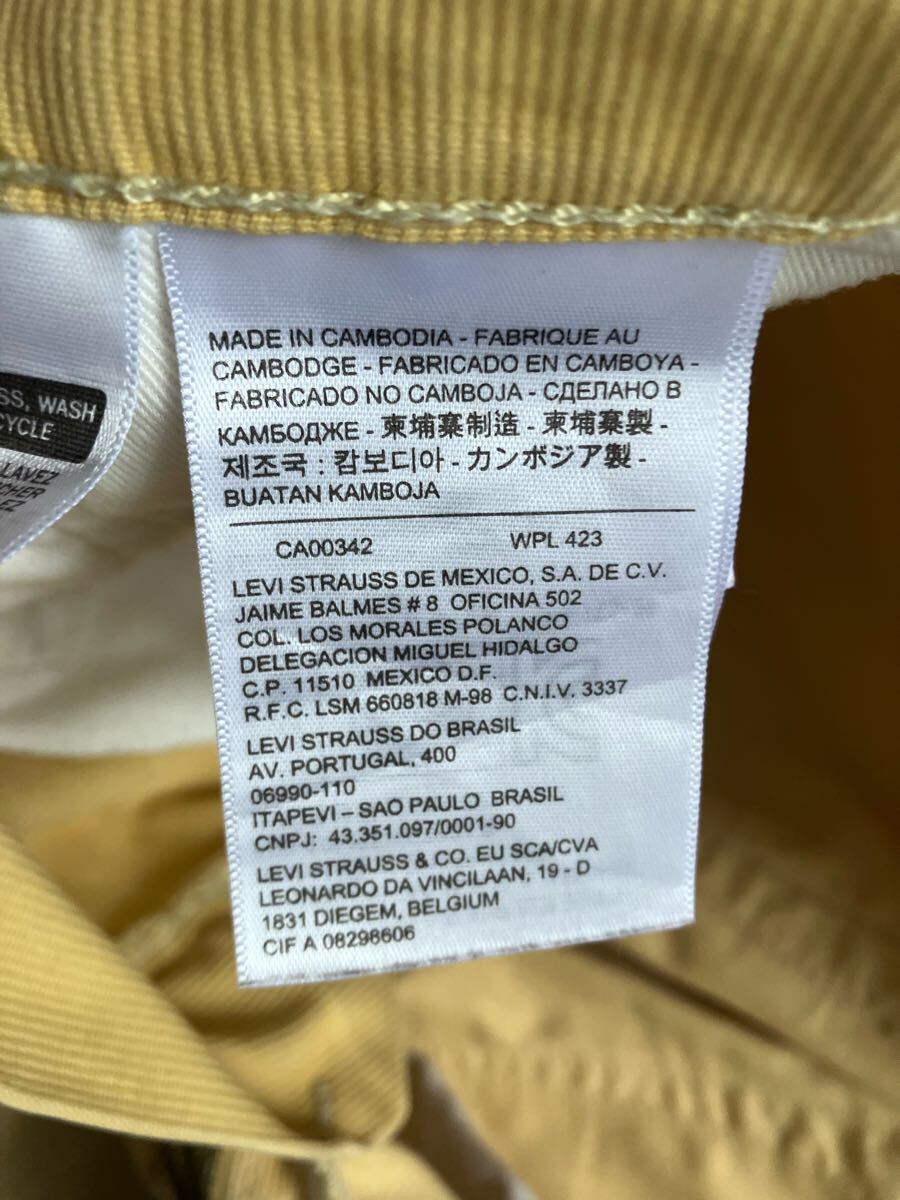 MADE IN CAMBODIA - FABRIQUE AU
CAMBODGE - FABRICADO EN CAMBOYA -
FABRICADO NO CAMBOJA - СДЕЛАНО В
КАМБОДЖЕ - 柬埔寨制造 - 柬埔寨製 -
제조국 : 캄보디아 - カンボジア製 -
BUATAN KAMBOJA
CA00342 WPL 423
LEVI STRAUSS DE MEXICO, S.A. DE C.V.
JAIME BALMES # 8 OFICINA 502
COL. LOS MORALES POLANCO
DELEGACION MIGUEL HIDALGO
C.P. 11510 MEXICO D.F.
R.F.C. LSM 660818 M-98 C.N.I.V. 3337
LEVI STRAUSS DO BRASIL
AV. PORTUGAL, 400
06990-110
ITAPEVI – SAO PAULO BRASIL
CNPJ: 43.351.097/0001-90
LEVI STRAUSS & CO. EU SCA/CVA
LEONARDO DA VINCILAAN, 19 - D
1831 DIEGEM, BELGIUM
CIF A 08298606
SS, WASH
CYCLE
LAVEZ